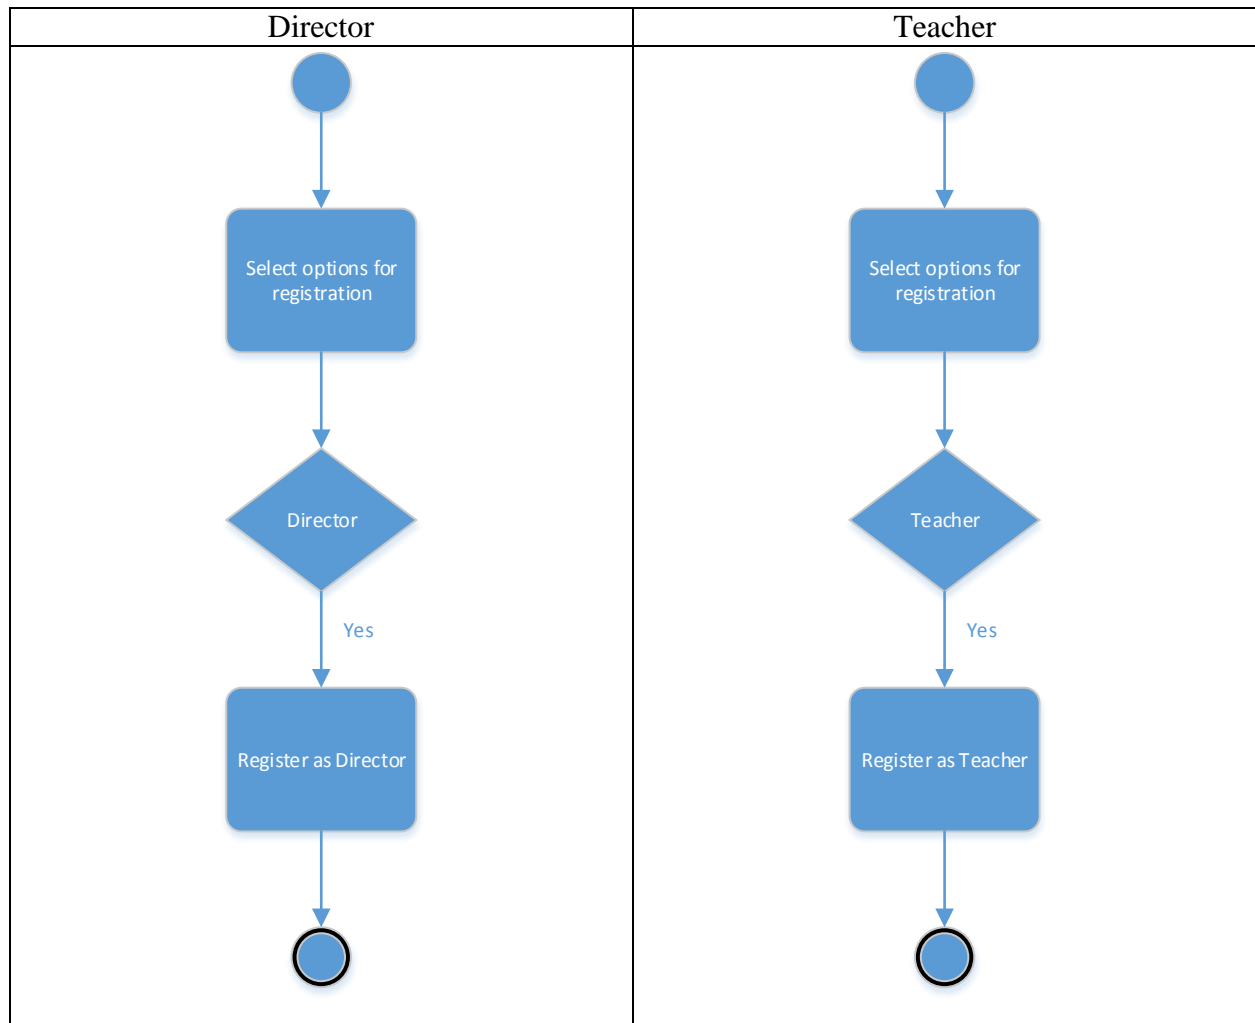 Director
Teacher
Select options for
registration
Director
Yes
Register as Director
Select options for
registration
Teacher
Yes
Register as Teacher